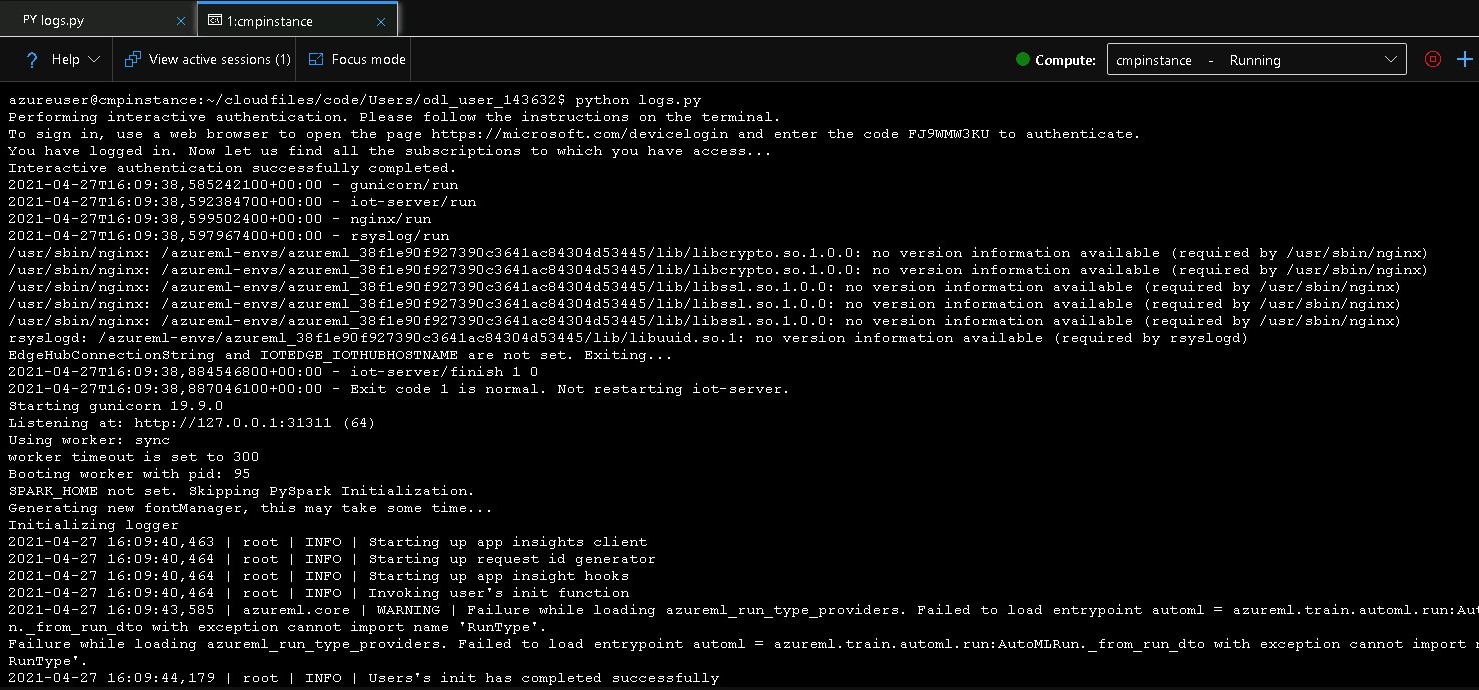 PY logs.py
1:cmpinstance
? Help
View active sessions (1)
Focus mode
Compute:
cmpinstance - Running
azureuser@cmpinstance:~/cloudfiles/code/Users/odl_user_143632$ python logs.py
Performing interactive authentication. Please follow the instructions on the terminal.
To sign in, use a web browser to open the page https://microsoft.com/devicelogin and enter the code FJ9WMW3KU to authenticate.
You have logged in. Now let us find all the subscriptions to which you have access...
Interactive authentication successfully completed.
2021-04-27T16:09:38,585242100+00:00 - gunicorn/run
2021-04-27T16:09:38,592384700+00:00 - iot-server/run
2021-04-27T16:09:38,599502400+00:00 - nginx/run
2021-04-27T16:09:38,597967400+00:00 - rsyslog/run
/usr/sbin/nginx: /azureml-envs/azureml_38f1e90f927390c3641ac84304d53445/lib/libcrypto.so.1.0.0: no version information available (required by /usr/sbin/nginx)
/usr/sbin/nginx: /azureml-envs/azureml_38f1e90f927390c3641ac84304d53445/lib/libcrypto.so.1.0.0: no version information available (required by /usr/sbin/nginx)
/usr/sbin/nginx: /azureml-envs/azureml_38f1e90f927390c3641ac84304d53445/lib/libssl.so.1.0.0: no version information available (required by /usr/sbin/nginx)
/usr/sbin/nginx: /azureml-envs/azureml_38f1e90f927390c3641ac84304d53445/lib/libssl.so.1.0.0: no version information available (required by /usr/sbin/nginx)
/usr/sbin/nginx: /azureml-envs/azureml_38f1e90f927390c3641ac84304d53445/lib/libssl.so.1.0.0: no version information available (required by /usr/sbin/nginx)
rsyslogd: /azureml-envs/azureml_38f1e90f927390c3641ac84304d53445/lib/libuuid.so.1: no version information available (required by rsyslogd)
EdgeHubConnectionString and IOTEDGE_IOTHUBHOSTNAME are not set. Exiting...
2021-04-27T16:09:38,884546800+00:00 - iot-server/finish 1 0
2021-04-27T16:09:38,887046100+00:00 - Exit code 1 is normal. Not restarting iot-server.
Starting gunicorn 19.9.0
Listening at: http://127.0.0.1:31311 (64)
Using worker: sync
worker timeout is set to 300
Booting worker with pid: 95
SPARK_HOME not set. Skipping PySpark Initialization.
Generating new fontManager, this may take some time...
Initializing logger
2021-04-27 16:09:40,463 | root | INFO | Starting up app insights client
2021-04-27 16:09:40,464 | root | INFO | Starting up request id generator
2021-04-27 16:09:40,464 | root | INFO | Starting up app insight hooks
2021-04-27 16:09:40,464 | root | INFO | Invoking user's init function
2021-04-27 16:09:43,585 | azureml.core | WARNING | Failure while loading azureml_run_type_providers. Failed to load entrypoint automl = azureml.train.automl.run:Aut
n._from_run_dto with exception cannot import name 'RunType'.
Failure while loading azureml_run_type_providers. Failed to load entrypoint automl = azureml.train.automl.run:AutoMLRun._from_run_dto with exception cannot import
RunType'.
2021-04-27 16:09:44,179 | root | INFO | Users's init has completed successfully